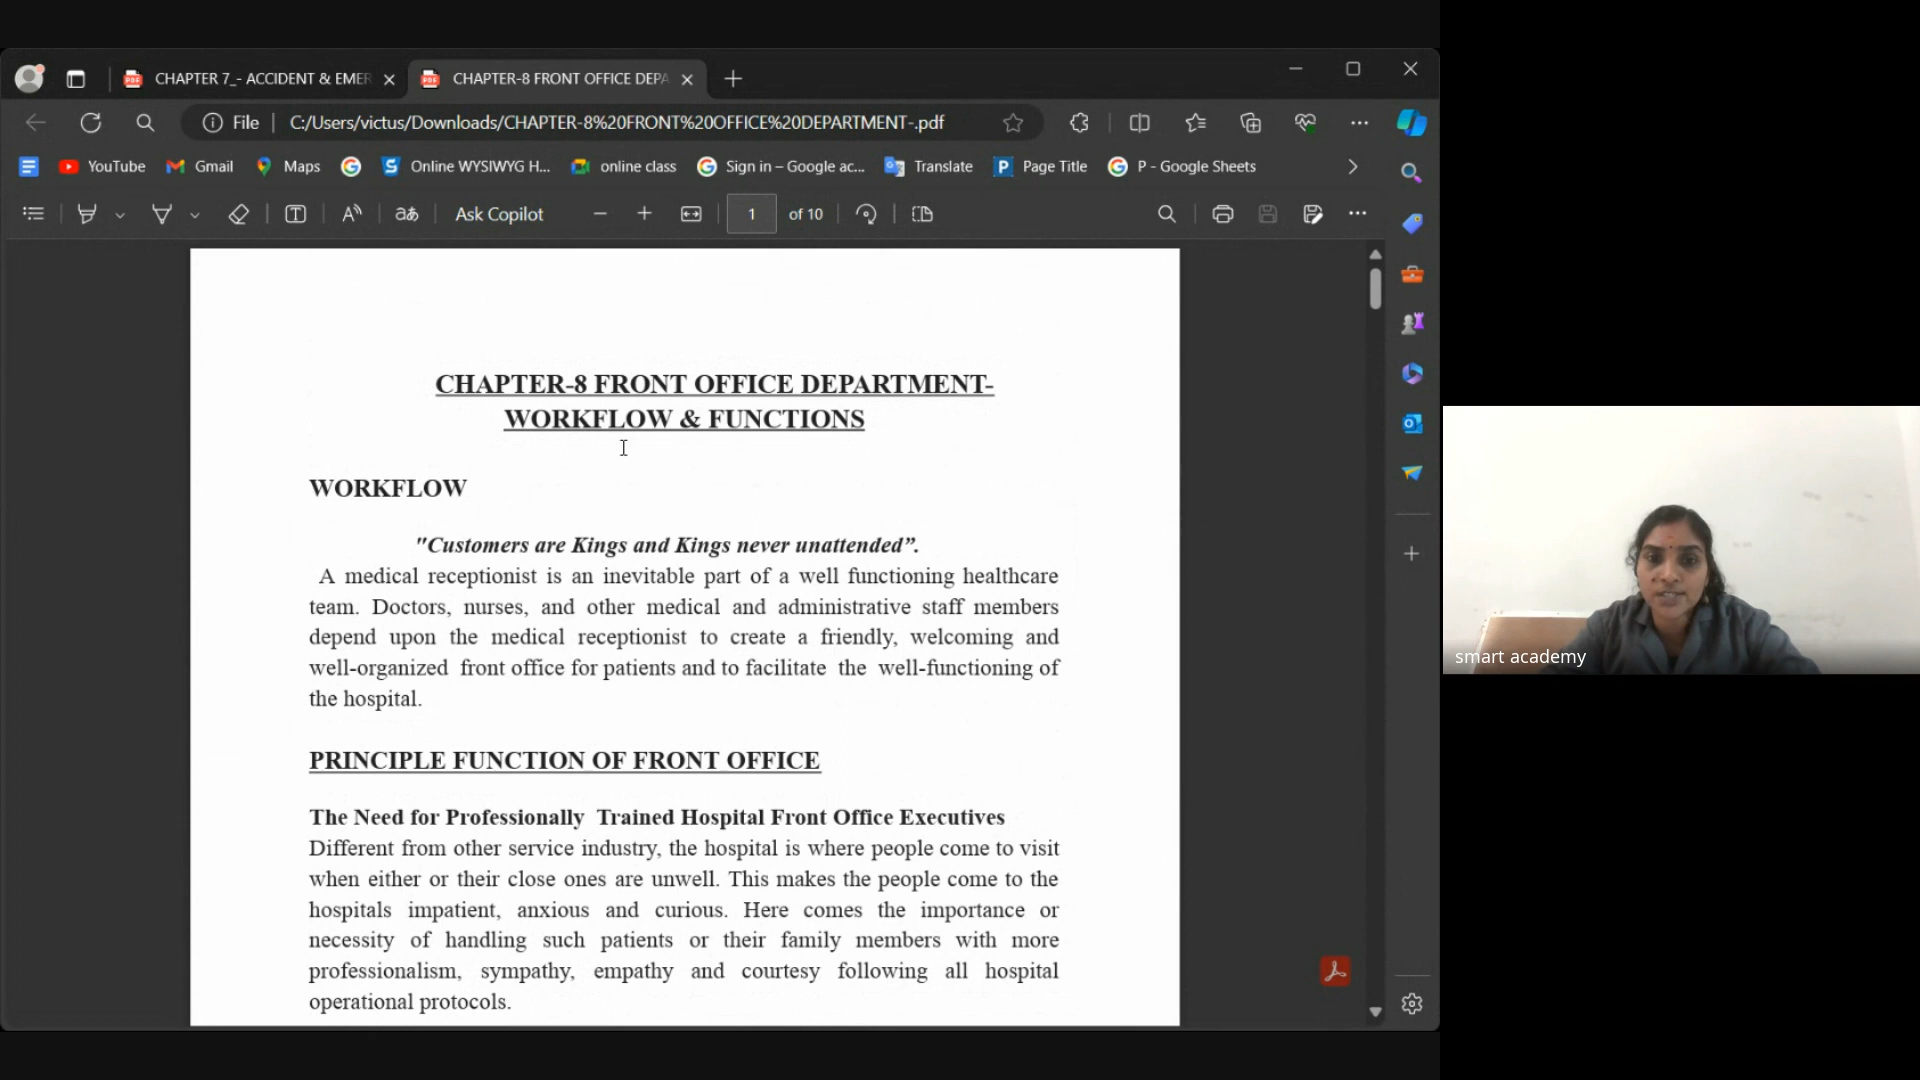 CHAPTER 7_- ACCIDENT & EMER
CHAPTER-8 FRONT OFFICE DEPA
File
C:/Users/victus/Downloads/CHAPTER-8%20FRONT%20OFFICE%20DEPARTMENT-.pdf
YouTube
Gmail
Maps
Online WYSIWYG H...
online class
Sign in – Google ac...
Translate
Page Title
P - Google Sheets
Ask Copilot
1 of 10
CHAPTER-8 FRONT OFFICE DEPARTMENT-
WORKFLOW & FUNCTIONS
WORKFLOW
"Customers are Kings and Kings never unattended”.
A medical receptionist is an inevitable part of a well functioning healthcare
team. Doctors, nurses, and other medical and administrative staff members
depend upon the medical receptionist to create a friendly, welcoming and
well-organized front office for patients and to facilitate the well-functioning of
the hospital.
PRINCIPLE FUNCTION OF FRONT OFFICE
The Need for Professionally Trained Hospital Front Office Executives
Different from other service industry, the hospital is where people come to visit
when either or their close ones are unwell. This makes the people come to the
hospitals impatient, anxious and curious. Here comes the importance or
necessity of handling such patients or their family members with more
professionalism, sympathy, empathy and courtesy following all hospital
operational protocols.
smart academy